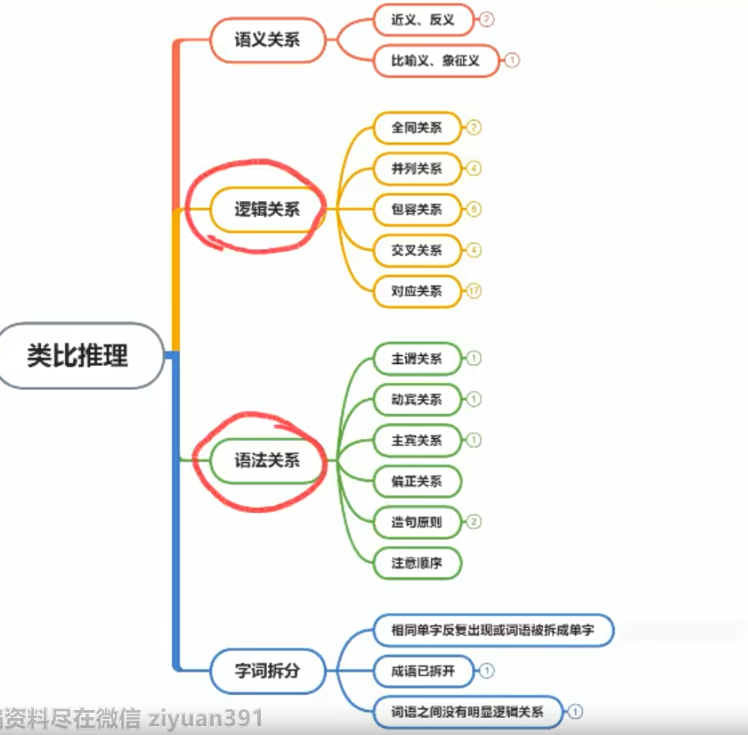 类比推理
语义关系
近义、反义 2
比喻义、象征义 1
逻辑关系
全同关系 2
并列关系 4
包容关系 6
交叉关系 4
对应关系 17
语法关系
主谓关系 1
动宾关系 1
主宾关系 1
偏正关系
造句原则 2
注意顺序
字词拆分
相同单字反复出现或词语被拆成单字
成语已拆开 1
词语之间没有明显逻辑关系 1
资料尽在微信 ziyuan391